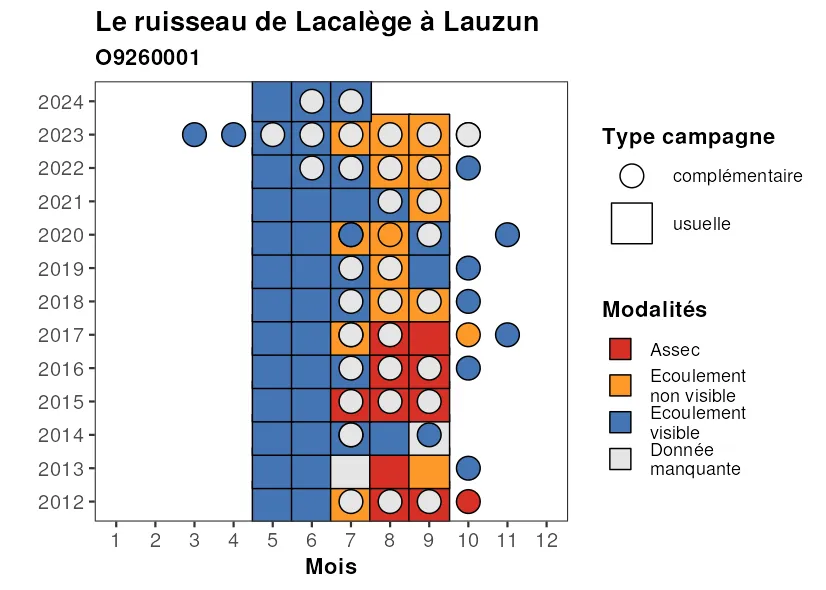 Le ruisseau de Lacalège à Lauzun
O9260001
2024
2023
2022
2021
2020
2019
2018
2017
2016
2015
2014
2013
2012
1 2 3 4 5 6 7 8 9 10 11 12
Mois
Type campagne
complémentaire
usuelle
Modalités
Assec
Ecoulement
non visible
Ecoulement
visible
Donnée
manquante